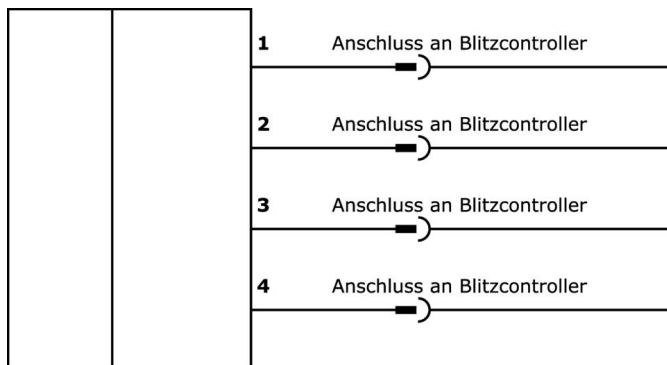 1 Anschluss an Blitzcontroller
2 Anschluss an Blitzcontroller
3 Anschluss an Blitzcontroller
4 Anschluss an Blitzcontroller